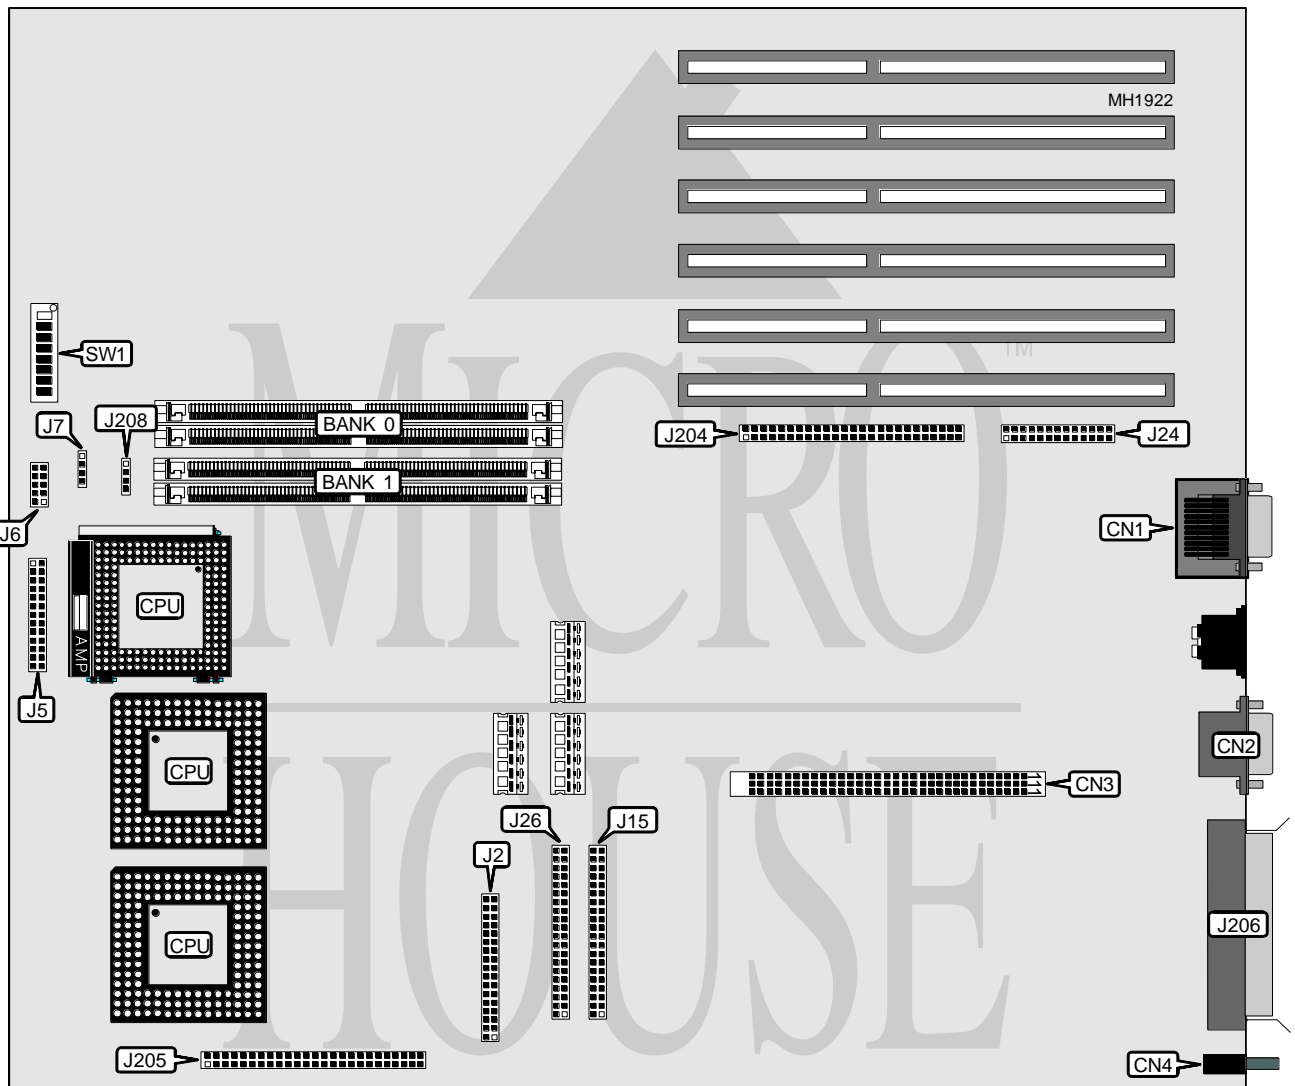 MH1922
MICRO
TM
HOUSE
SW1
J7
J208
BANK 0
J204
J24
BANK 1
J6
CN1
CPU
AMP
J5
CN2
CPU
CN3
J26
J15
J2
J206
CPU
J205
CN4